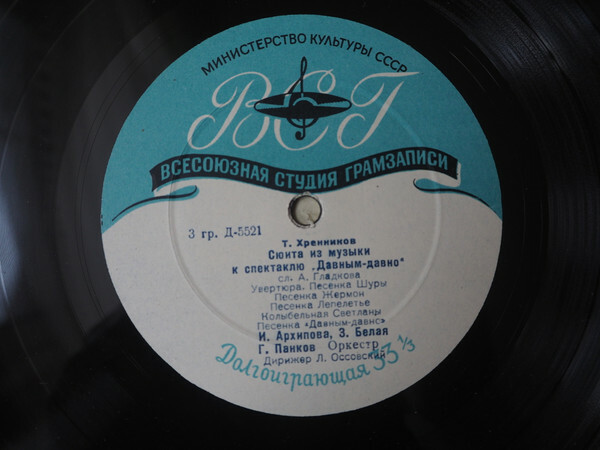 МИНИСТЕРСТВО КУЛЬТУРЫ СССР
ВСГ
ВСЕСОЮЗНАЯ СТУДИЯ ГРАМЗАПИСИ
3 гр. Д-5521
Т. Хренников
Сюита из музыки
к спектаклю „Давным-давно"
сл. А. Гладкова
Увертюра. Песенка Шуры
Песенка Жермон
Песенка Лепелетье
Колыбельная Светланы
Песенка «Давным-давно»
И. Архипова, З. Белая
Г. Панков Оркестр
Дирижер Л. Оссовский
Долгоиграющая 33 1/3